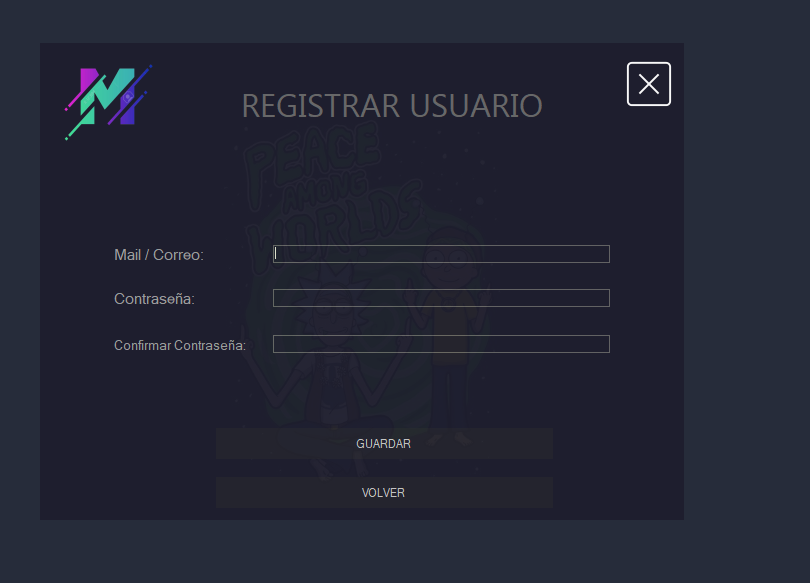 M
REGISTRAR USUARIO
PEACE
AMONG
WORLDS
Mail / Correo:
Contraseña:
Confirmar Contraseña:
GUARDAR
VOLVER